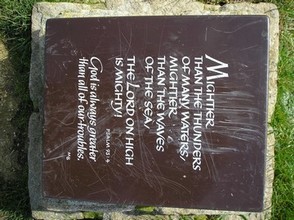 MIGHTIER
THAN THE THUNDERS
OF MANY WATERS,
MIGHTIER
THAN THE WAVES
OF THE SEA,
THE LORD ON HIGH
IS MIGHTY!
PSALM 93:4
God is always greater
than all of our troubles.